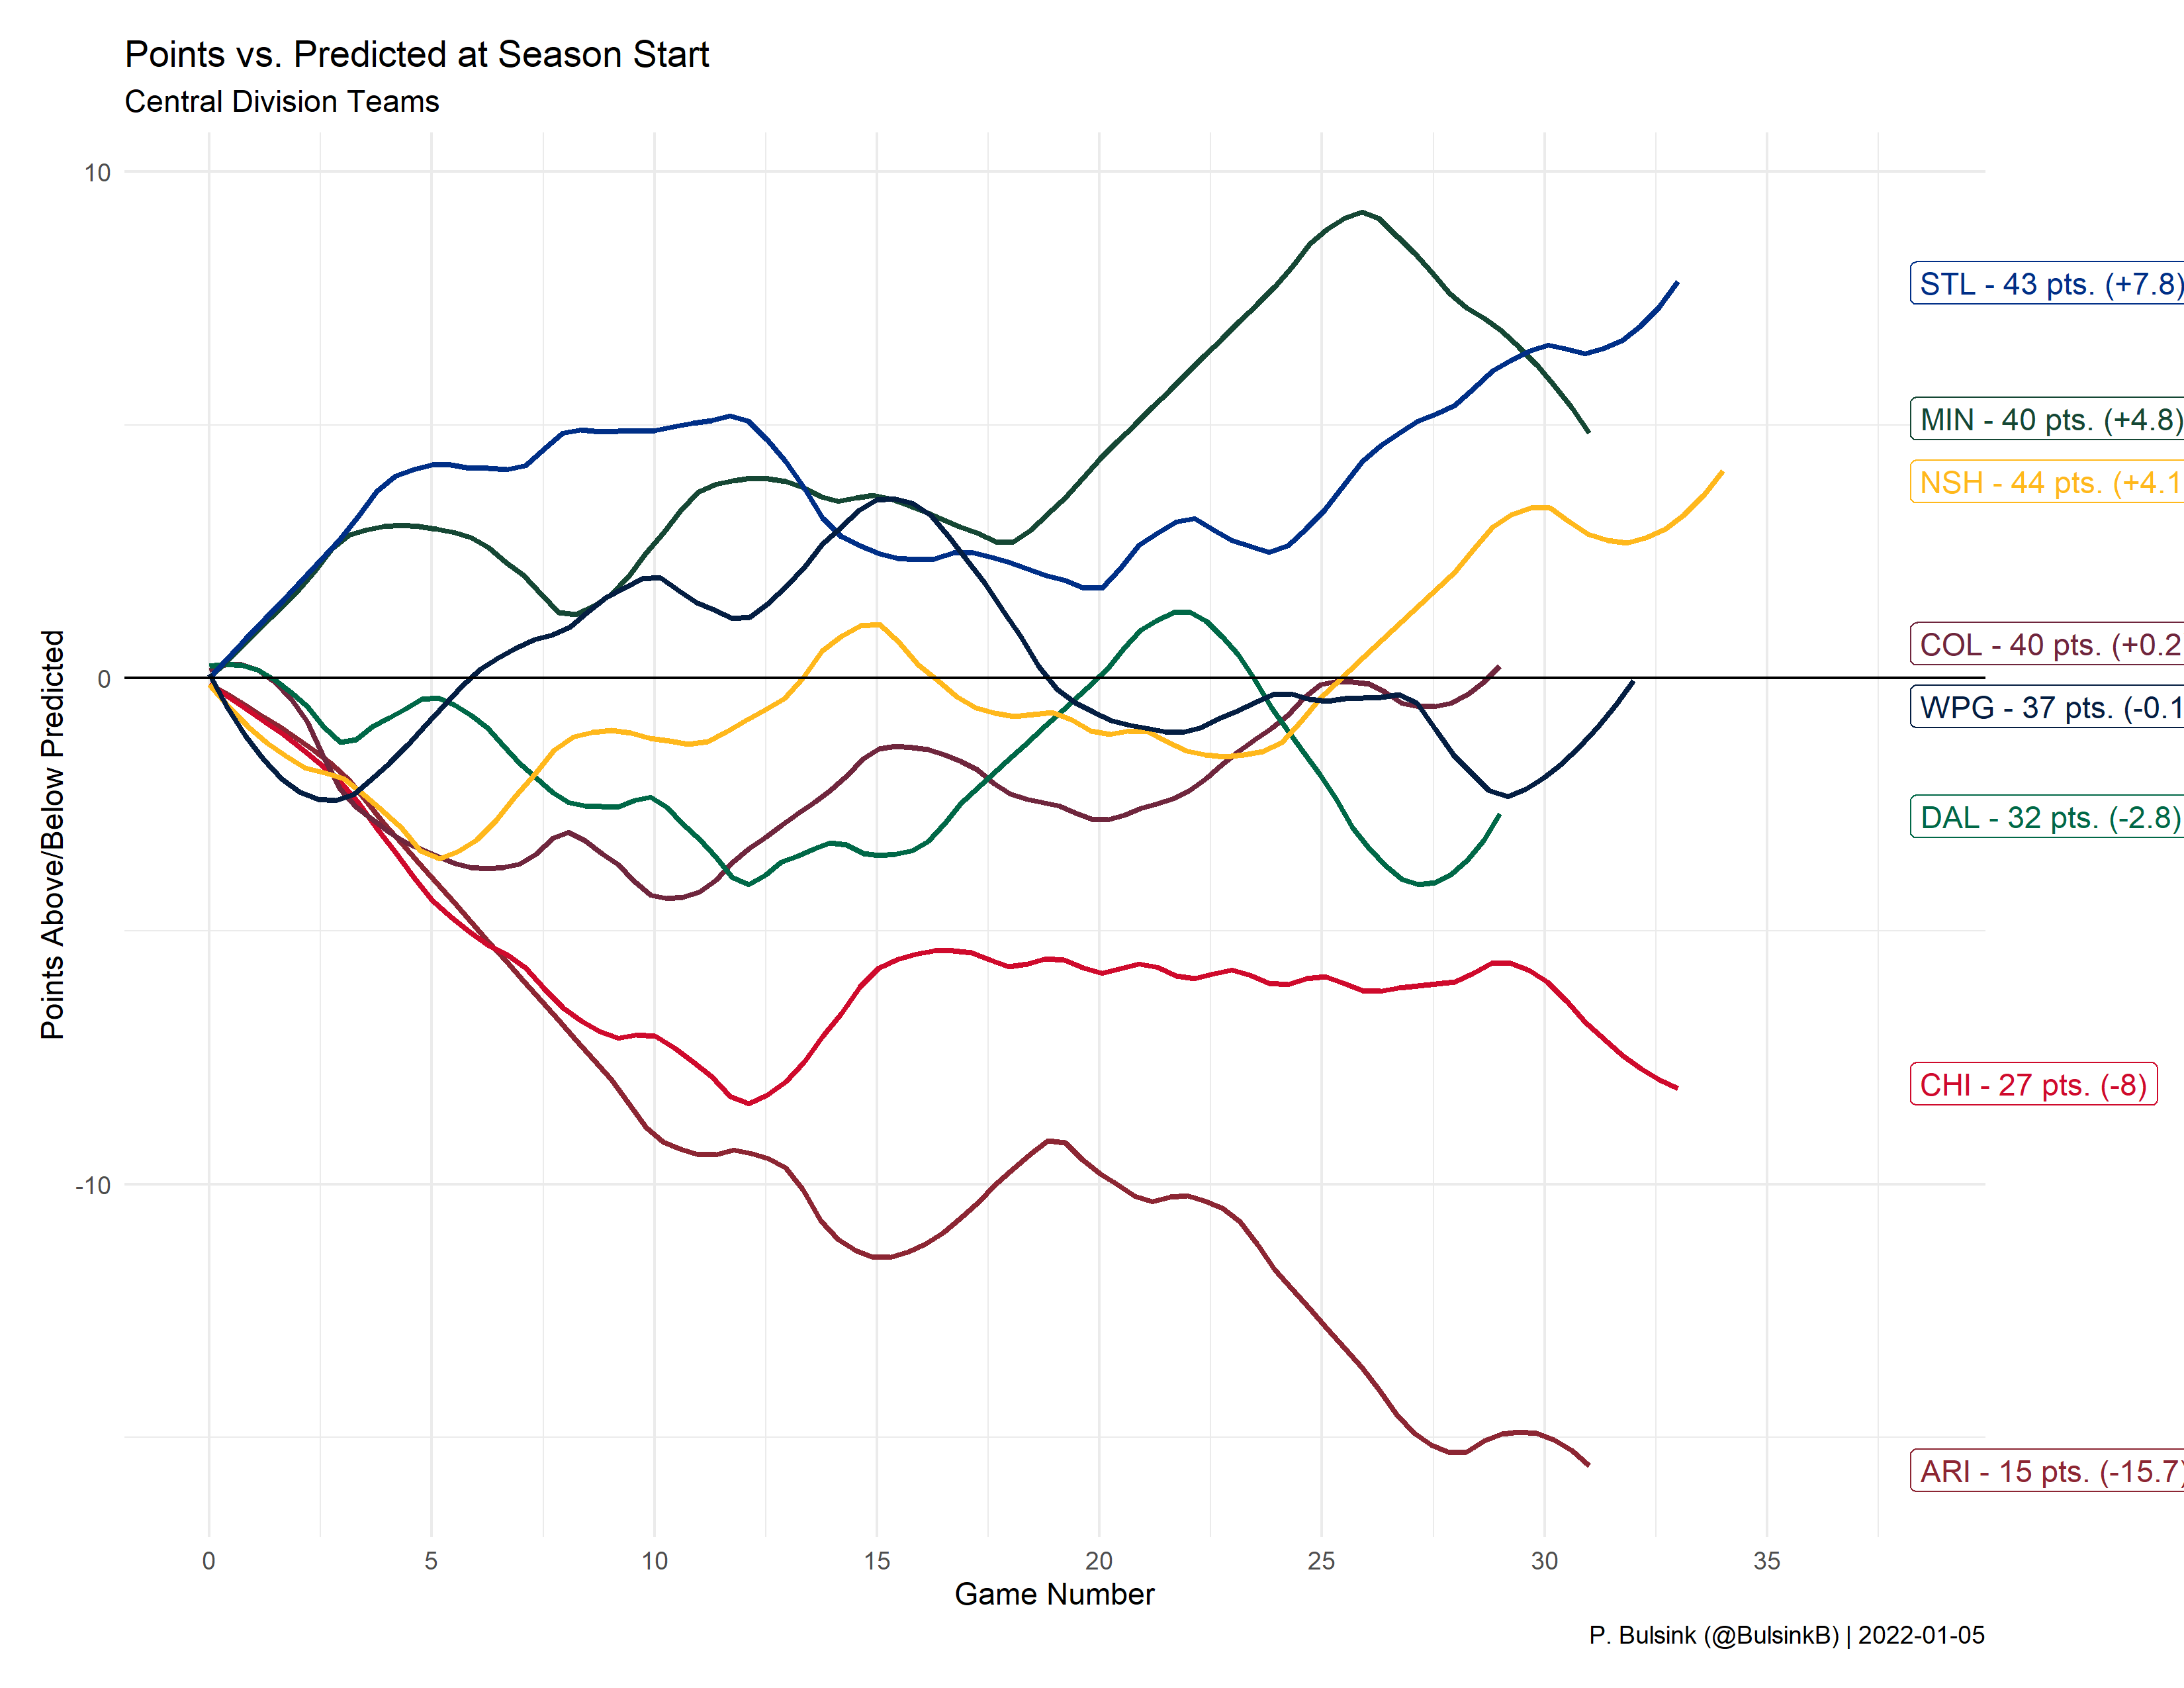 Points vs. Predicted at Season Start
Central Division Teams
Points Above/Below Predicted
10
0
-10
STL - 43 pts. (+7.8)
MIN - 40 pts. (+4.8)
NSH - 44 pts. (+4.1
COL - 40 pts. (+0.2
WPG - 37 pts. (-0.1
DAL - 32 pts. (-2.8)
CHI - 27 pts. (-8)
ARI - 15 pts. (-15.7)
0 5 10 15 20 25 30 35
Game Number
P. Bulsink (@BulsinkB) | 2022-01-05